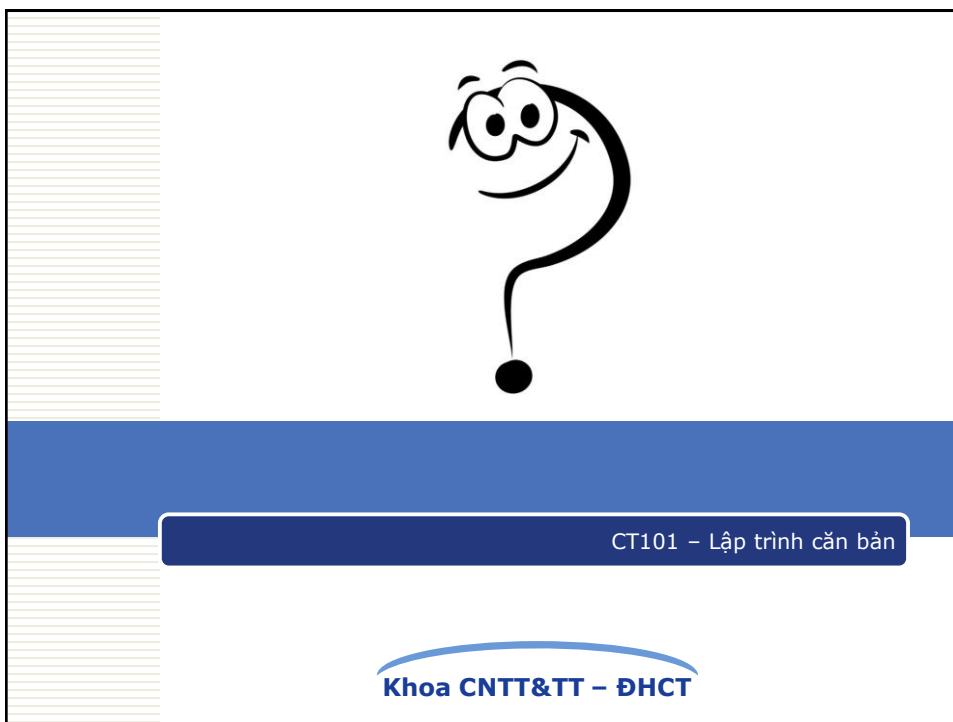 CT101 – Lập trình căn bản
Khoa CNTT&TT – ĐHCT